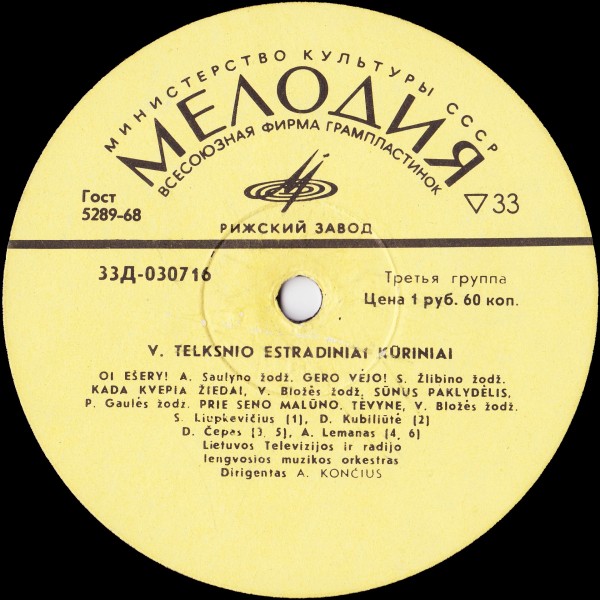 МИНИСТЕРСТВО КУЛЬТУРЫ СССР
МЕЛОДИЯ
ВСЕСОЮЗНАЯ ФИРМА ГРАМПЛАСТИНОК
Гост
5289-68
▽33
РИЖСКИЙ ЗАВОД
33Д-030716
Третья группа
Цена 1 руб. 60 коп.
V. TELKSNIO ESTRADINIAI KŪRINIAI
OI EŠERY! A. Saulyno žodž. GERO VĖJO! S. Žlibino žodž.
KADA KVEPIA ŽIEDAI, V. Bložės žodž. SŪNUS PAKLYDĖLIS,
P. Gaulės žodž. PRIE SENO MALŪNO. TĖVYNE, V. Bložės žodž.
S. Liupkevičius (1), D. Kubiliūtė (2)
D. Čepas (3, 5), A. Lemanas (4, 6)
Lietuvos Televizijos ir radijo
lengvosios muzikos orkestras
Dirigentas A. KONČIUS